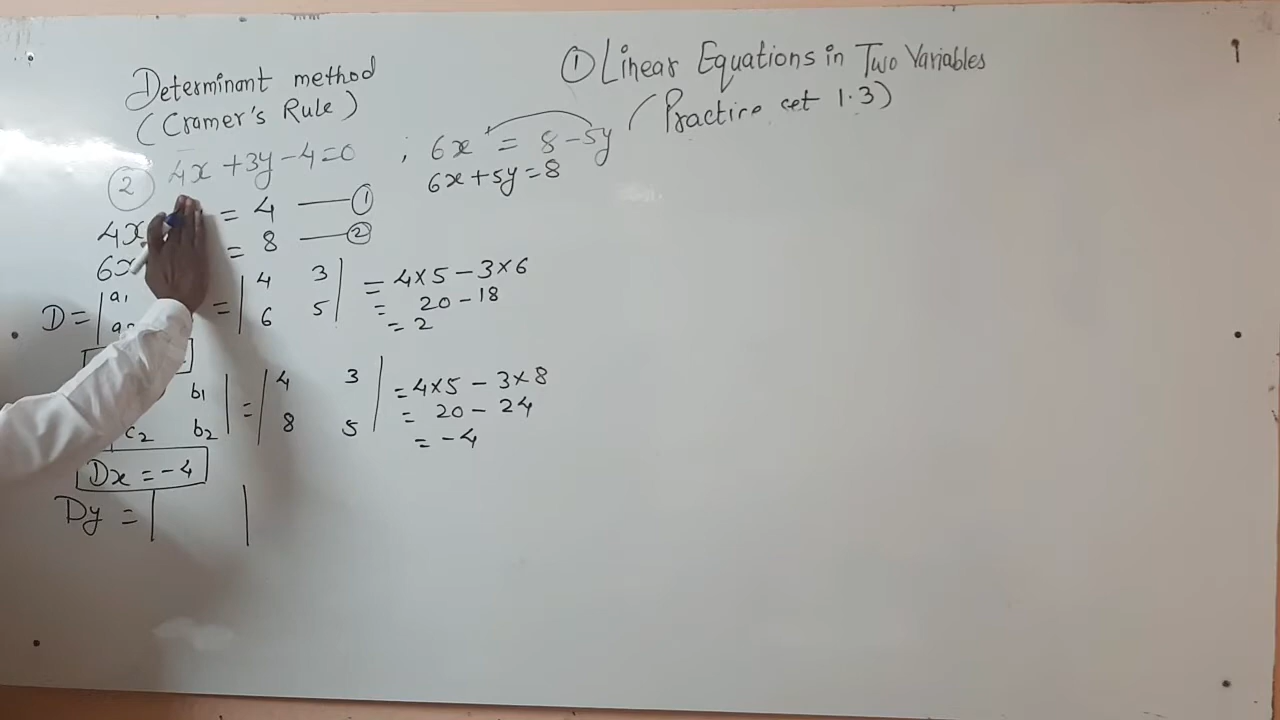 Determinant method
(Cramer's Rule)
① Linear Equations in Two Variables
(Practice set 1.3)
② 4x + 3y - 4 = 0 ; 6x = 8 - 5y
6x + 5y = 8
4x = 4 — ①
6x = 8 — ②
D = | a₁ = | 4 3 | = 4×5 - 3×6
6 5
= 20 - 18
= 2
b₁ | = | 4 3 | = 4×5 - 3×8
c₂ b₂ 8 5
= 20 - 24
= -4
Dx = -4
Dy = | |